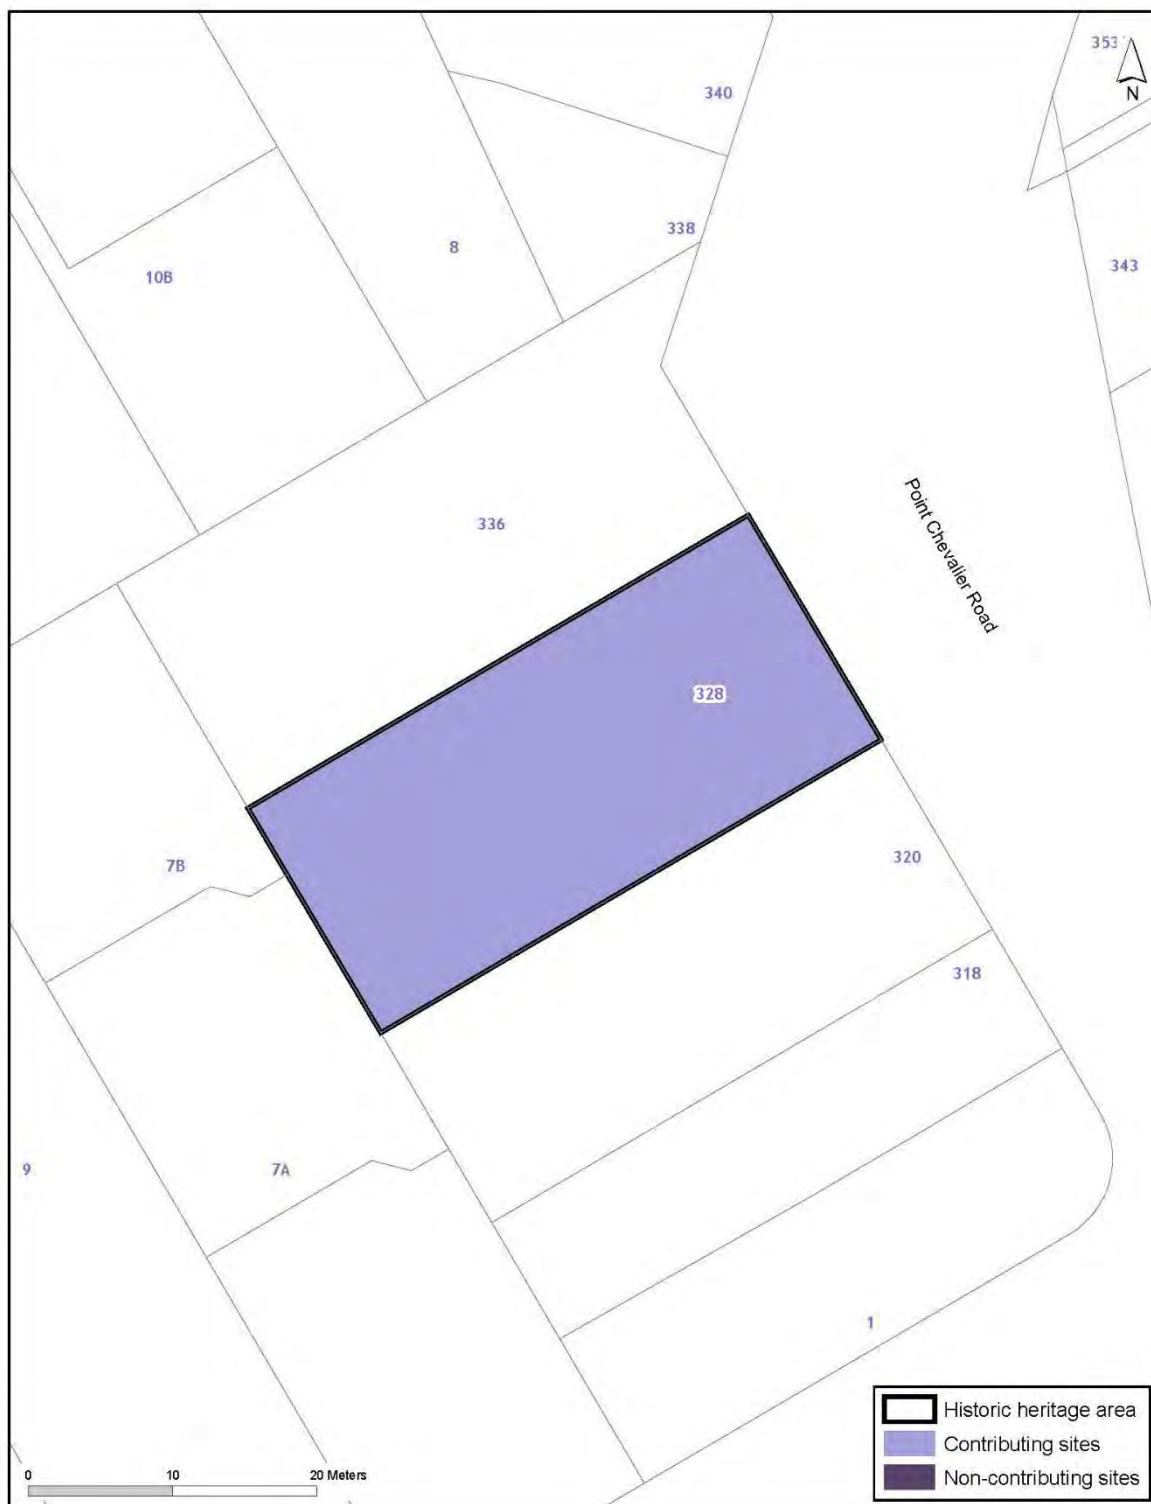 353
N
340
338
8
343
10B
336
Point Chevalier Road
328
7B
320
318
9
7A
1
Historic heritage area
Contributing sites
Non-contributing sites
0 10 20 Meters